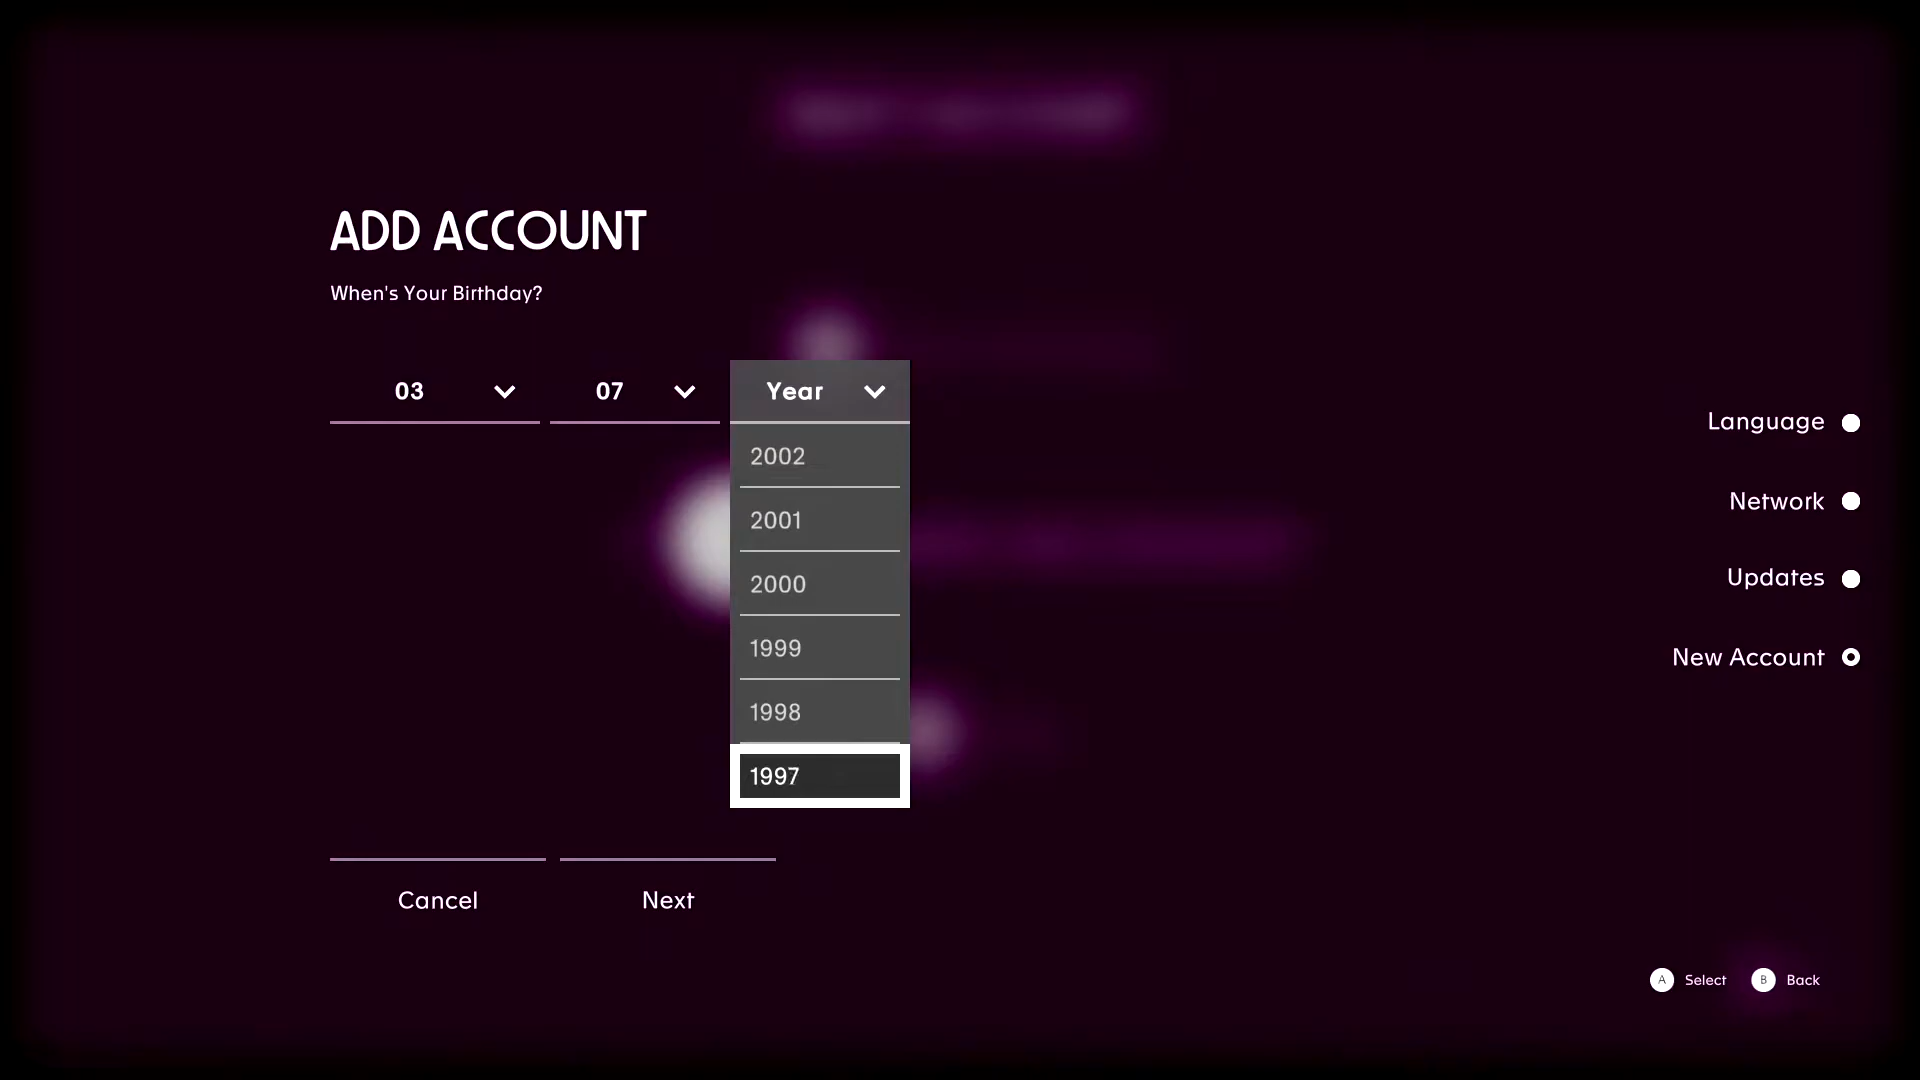 ADD ACCOUNT
When's Your Birthday?
03
07
Year
2002
2001
2000
1999
1998
1997
Language
Network
Updates
New Account
Cancel
Next
A Select B Back